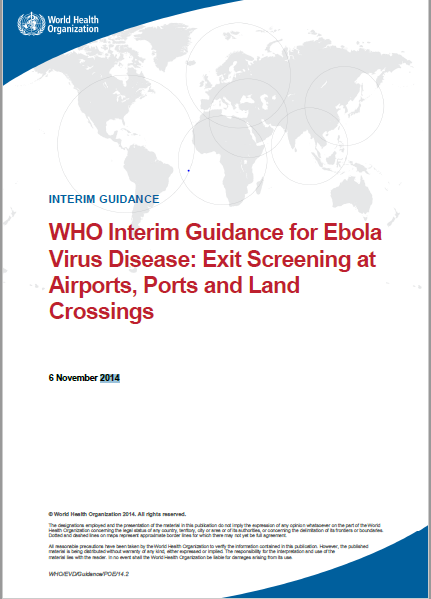 World Health
Organization
INTERIM GUIDANCE
WHO Interim Guidance for Ebola
Virus Disease: Exit Screening at
Airports, Ports and Land
Crossings
6 November 2014
© World Health Organization 2014. All rights reserved.
The designations employed and the presentation of the material in this publication do not imply the expression of any opinion whatsoever on the part of the World
Health Organization concerning the legal status of any country, territory, city or area or of its authorities, or concerning the delimitation of its frontiers or boundaries.
Dotted and dashed lines on maps represent approximate border lines for which there may not yet be full agreement.
All reasonable precautions have been taken by the World Health Organization to verify the information contained in this publication. However, the published
material is being distributed without warranty of any kind, either expressed or implied. The responsibility for the interpretation and use of the
material lies with the reader. In no event shall the World Health Organization be liable for damages arising from its use.
WHO/EVD/Guidance/POE/14.2